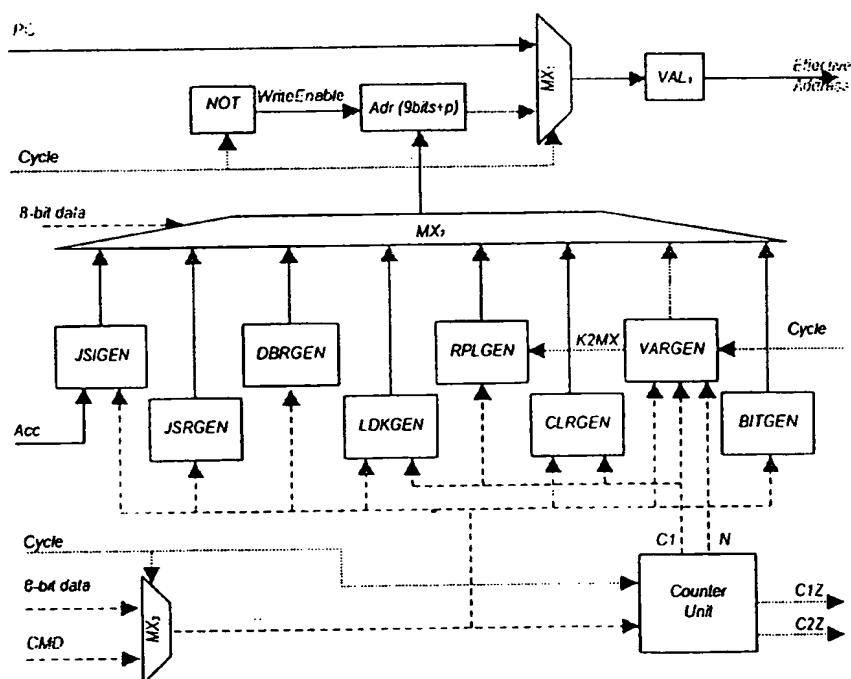 PC
MX₁
VAL₁
Effective
Address
NOT
WriteEnable
Adr (9bits+p)
Cycle
8-bit data
MX₂
JSIGEN
DBRGEN
RPLGEN
K2MX
VARGEN
Cycle
JSRGEN
LDKGEN
CLRGEN
BITGEN
Acc
Cycle
C1
N
8-bit data
MX₃
Counter
Unit
C1Z
C2Z
CMD